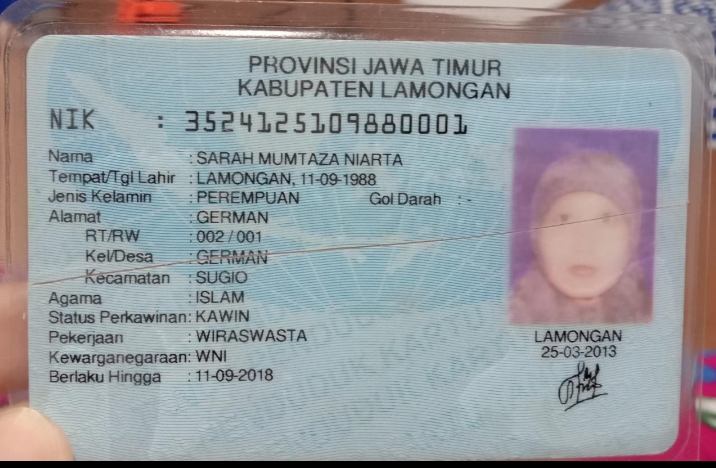 PROVINSI JAWA TIMUR
KABUPATEN LAMONGAN
NIK : 3524125109880001
Nama : SARAH MUMTAZA NIARTA
Tempat/Tgl Lahir : LAMONGAN, 11-09-1988
Jenis Kelamin : PEREMPUAN Gol Darah : -
Alamat : GERMAN
RT/RW : 002 / 001
Kel/Desa : GERMAN
Kecamatan : SUGIO
Agama : ISLAM
Status Perkawinan: KAWIN
Pekerjaan : WIRASWASTA
Kewarganegaraan: WNI
Berlaku Hingga : 11-09-2018
LAMONGAN
25-03-2013